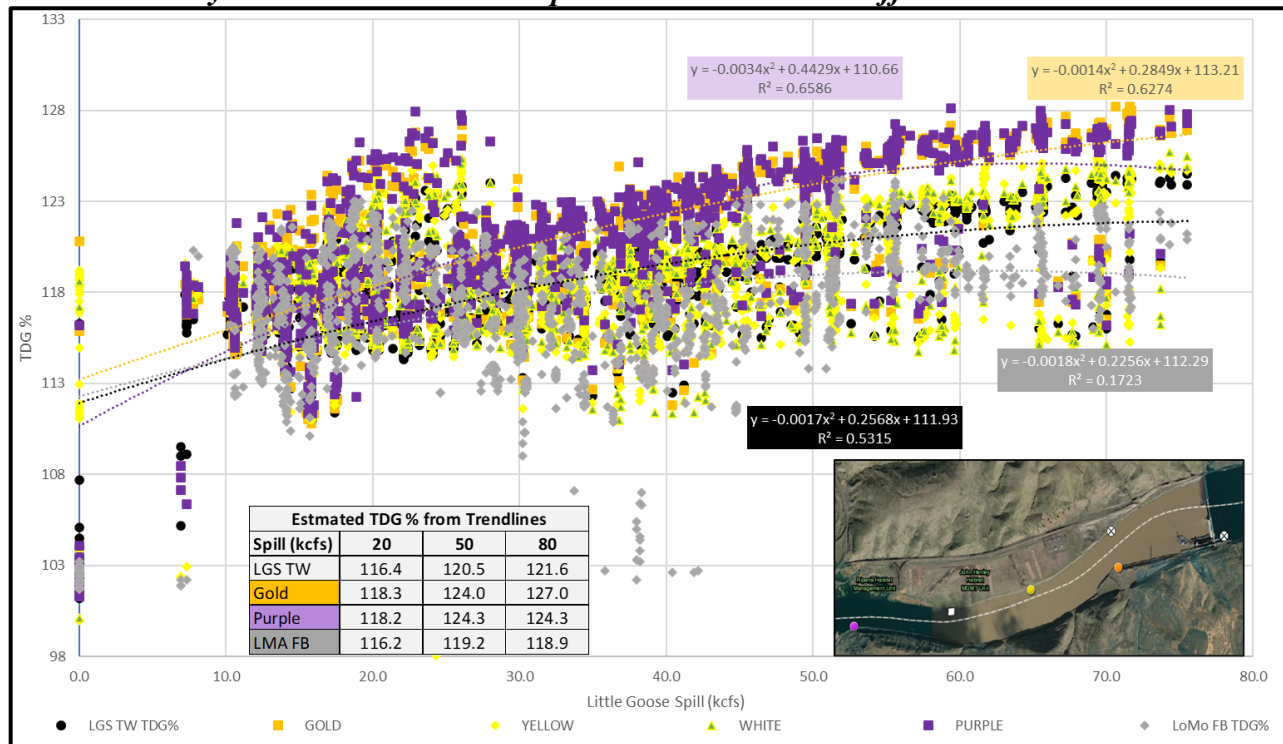 133
128
123
118
113
108
103
98
TDG %
y = -0.0034x² + 0.4429x + 110.66
R² = 0.6586
y = -0.0014x² + 0.2849x + 113.21
R² = 0.6274
y = -0.0018x² + 0.2256x + 112.29
R² = 0.1723
y = -0.0017x² + 0.2568x + 111.93
R² = 0.5315
Estmated TDG % from Trendlines
Spill (kcfs) 20 50 80
LGS TW 116.4 120.5 121.6
Gold 118.3 124.0 127.0
Purple 118.2 124.3 124.3
LMA FB 116.2 119.2 118.9
Habitat
Management Unit
Habitat
MGMT Unit
0.0 10.0 20.0 30.0 40.0 50.0 60.0 70.0 80.0
Little Goose Spill (kcfs)
LGS TW TDG% GOLD YELLOW WHITE PURPLE LoMo FB TDG%